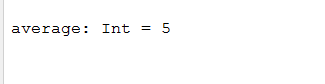 average: Int = 5